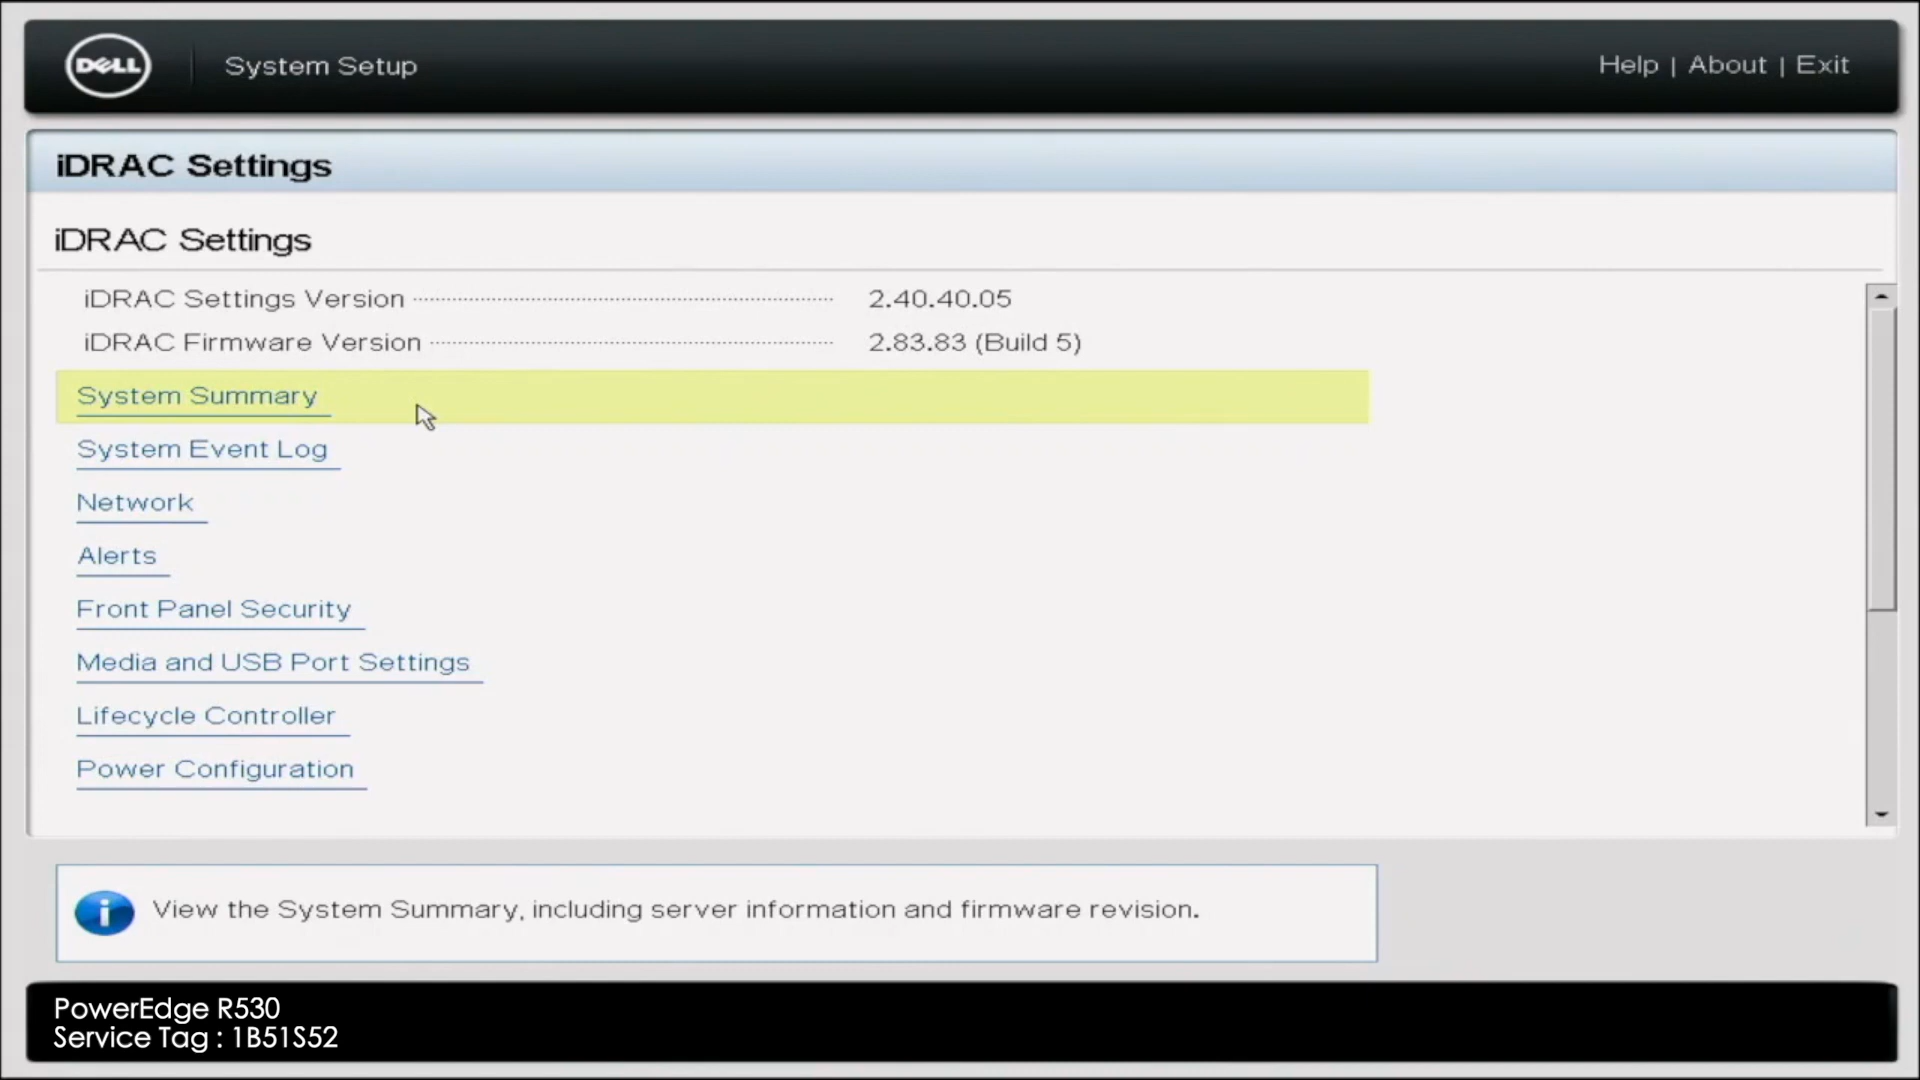 DELL
System Setup
Help | About | Exit
iDRAC Settings
iDRAC Settings
iDRAC Settings Version 2.40.40.05
iDRAC Firmware Version 2.83.83 (Build 5)
System Summary
System Event Log
Network
Alerts
Front Panel Security
Media and USB Port Settings
Lifecycle Controller
Power Configuration
View the System Summary, including server information and firmware revision.
PowerEdge R530
Service Tag : 1B51S52